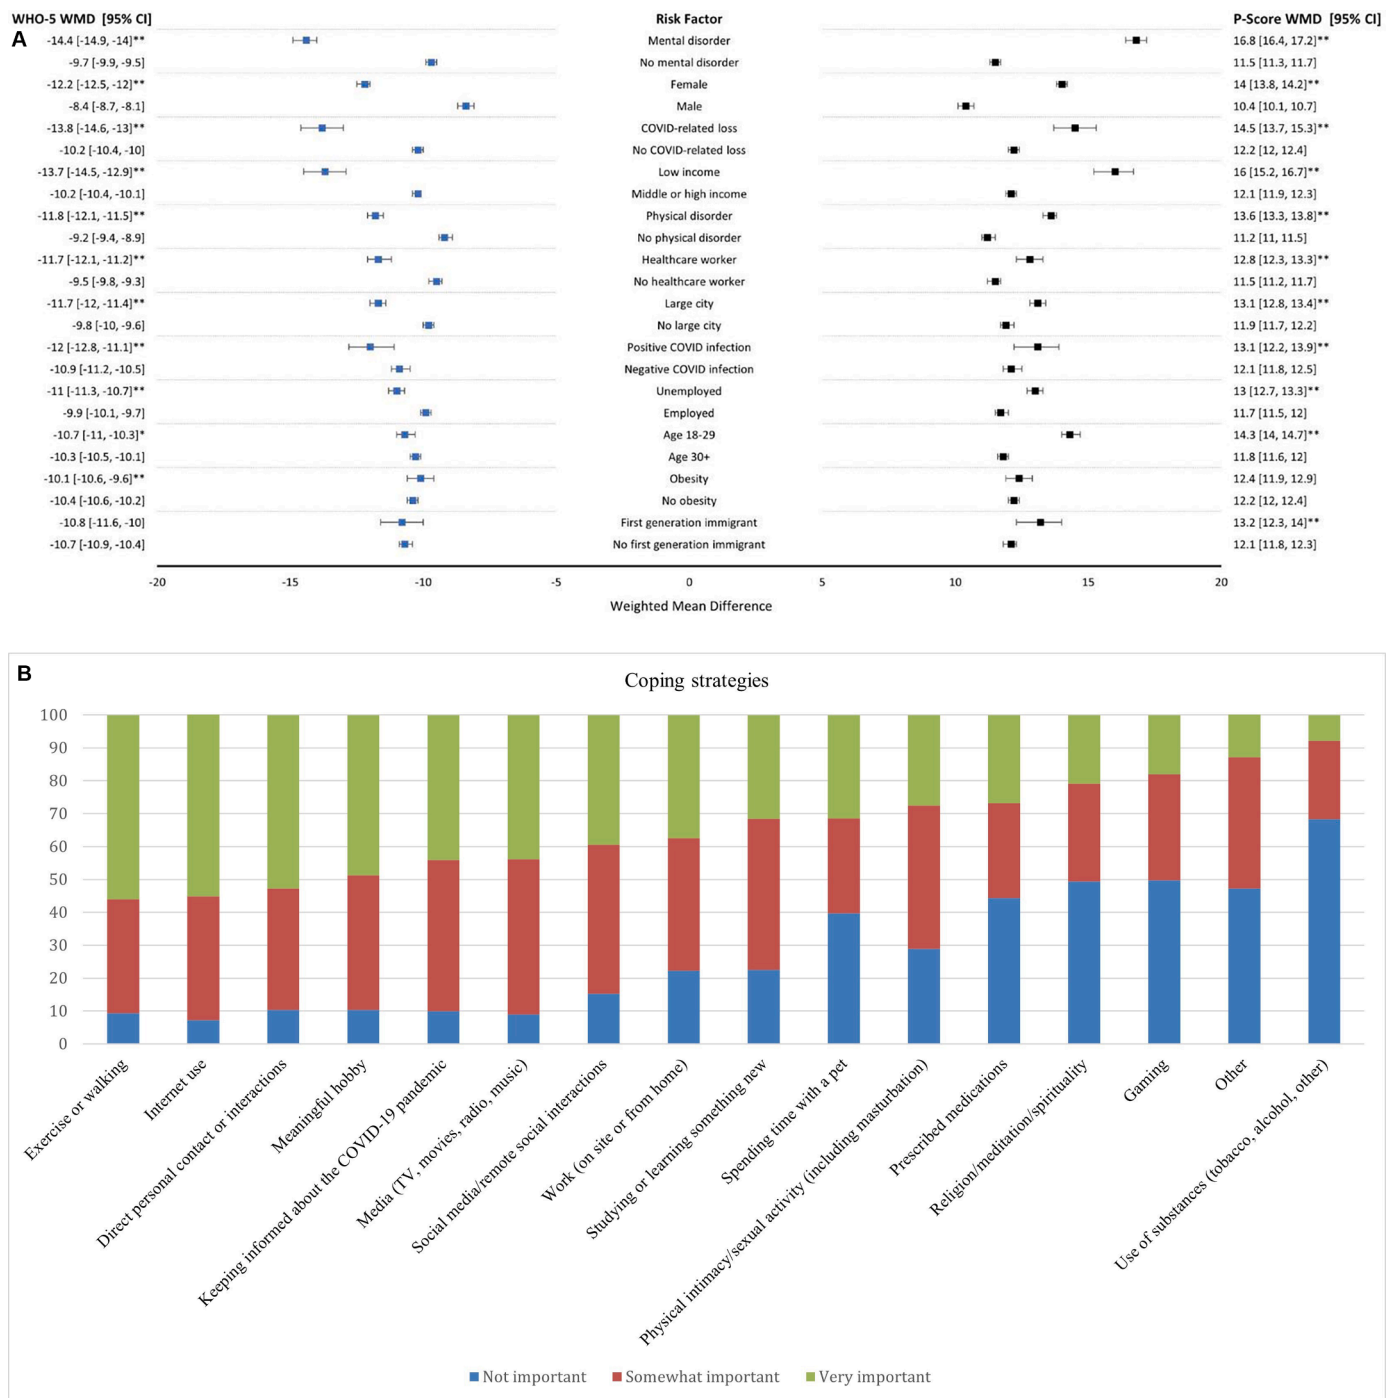 WHO-5 WMD [95% CI] Risk Factor P-Score WMD [95% CI]
A
-14.4 [-14.9, -14]** Mental disorder 16.8 [16.4, 17.2]**
-9.7 [-9.9, -9.5] No mental disorder 11.5 [11.3, 11.7]
-12.2 [-12.5, -12]** Female 14 [13.8, 14.2]**
-8.4 [-8.7, -8.1] Male 10.4 [10.1, 10.7]
-13.8 [-14.6, -13]** COVID-related loss 14.5 [13.7, 15.3]**
-10.2 [-10.4, -10] No COVID-related loss 12.2 [12, 12.4]
-13.7 [-14.5, -12.9]** Low income 16 [15.2, 16.7]**
-10.2 [-10.4, -10.1] Middle or high income 12.1 [11.9, 12.3]
-11.8 [-12.1, -11.5]** Physical disorder 13.6 [13.3, 13.8]**
-9.2 [-9.4, -8.9] No physical disorder 11.2 [11, 11.5]
-11.7 [-12.1, -11.2]** Healthcare worker 12.8 [12.3, 13.3]**
-9.5 [-9.8, -9.3] No healthcare worker 11.5 [11.2, 11.7]
-11.7 [-12, -11.4]** Large city 13.1 [12.8, 13.4]**
-9.8 [-10, -9.6] No large city 11.9 [11.7, 12.2]
-12 [-12.8, -11.1]** Positive COVID infection 13.1 [12.2, 13.9]**
-10.9 [-11.2, -10.5] Negative COVID infection 12.1 [11.8, 12.5]
-11 [-11.3, -10.7]** Unemployed 13 [12.7, 13.3]**
-9.9 [-10.1, -9.7] Employed 11.7 [11.5, 12]
-10.7 [-11, -10.3]* Age 18-29 14.3 [14, 14.7]**
-10.3 [-10.5, -10.1] Age 30+ 11.8 [11.6, 12]
-10.1 [-10.6, -9.6]** Obesity 12.4 [11.9, 12.9]
-10.4 [-10.6, -10.2] No obesity 12.2 [12, 12.4]
-10.8 [-11.6, -10] First generation immigrant 13.2 [12.3, 14]**
-10.7 [-10.9, -10.4] No first generation immigrant 12.1 [11.8, 12.3]
-20 -15 -10 -5 0 5 10 15 20
Weighted Mean Difference
B
Coping strategies
100
90
80
70
60
50
40
30
20
10
0
Exercise or walking
Internet use
Direct personal contact or interactions
Meaningful hobby
Keeping informed about the COVID-19 pandemic
Media (TV, movies, radio, music)
Social media/remote social interactions
Work (on site or from home)
Studying or learning something new
Spending time with a pet
Physical intimacy/sexual activity (including masturbation)
Prescribed medications
Religion/meditation/spirituality
Gaming
Other
Use of substances (tobacco, alcohol, other)
Not important Somewhat important Very important